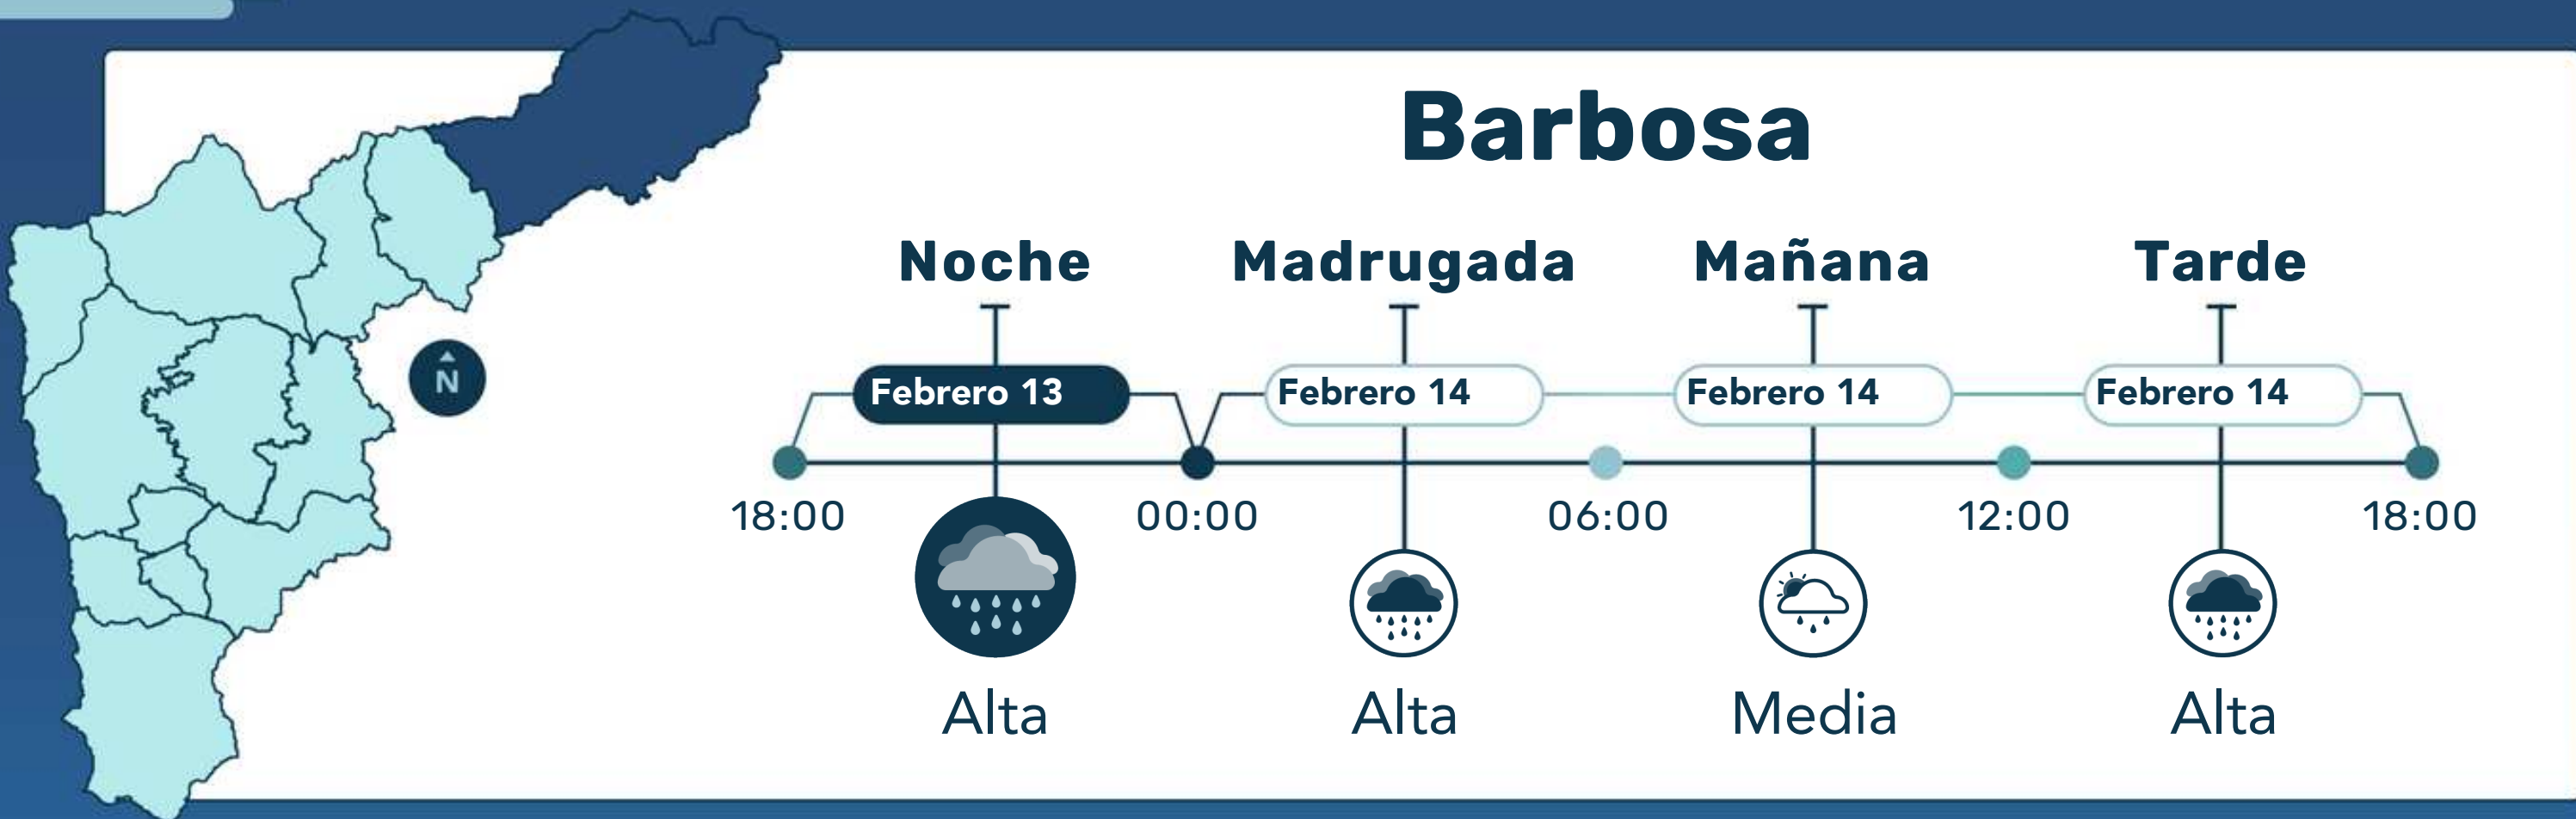 Barbosa
Noche Madrugada Mañana Tarde
N
Febrero 13 Febrero 14 Febrero 14 Febrero 14
18:00 00:00 06:00 12:00 18:00
Alta Alta Media Alta